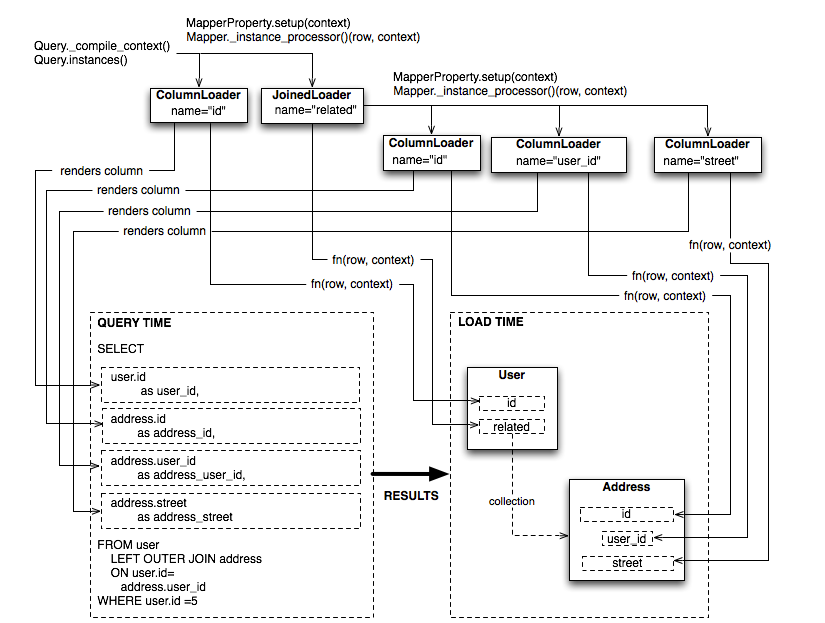 MapperProperty.setup(context)
Mapper._instance_processor()(row, context)
Query._compile_context()
Query.instances()
MapperProperty.setup(context)
Mapper._instance_processor()(row, context)
ColumnLoader
name="id"
JoinedLoader
name="related"
ColumnLoader
name="id"
ColumnLoader
name="user_id"
ColumnLoader
name="street"
renders column
renders column
renders column
renders column
fn(row, context)
fn(row, context)
fn(row, context)
fn(row, context)
fn(row, context)
QUERY TIME
SELECT
user.id
as user_id,
address.id
as address_id,
address.user_id
as address_user_id,
address.street
as address_street
FROM user
LEFT OUTER JOIN address
ON user.id=
address.user_id
WHERE user.id =5
RESULTS
LOAD TIME
User
id
related
collection
Address
id
user_id
street